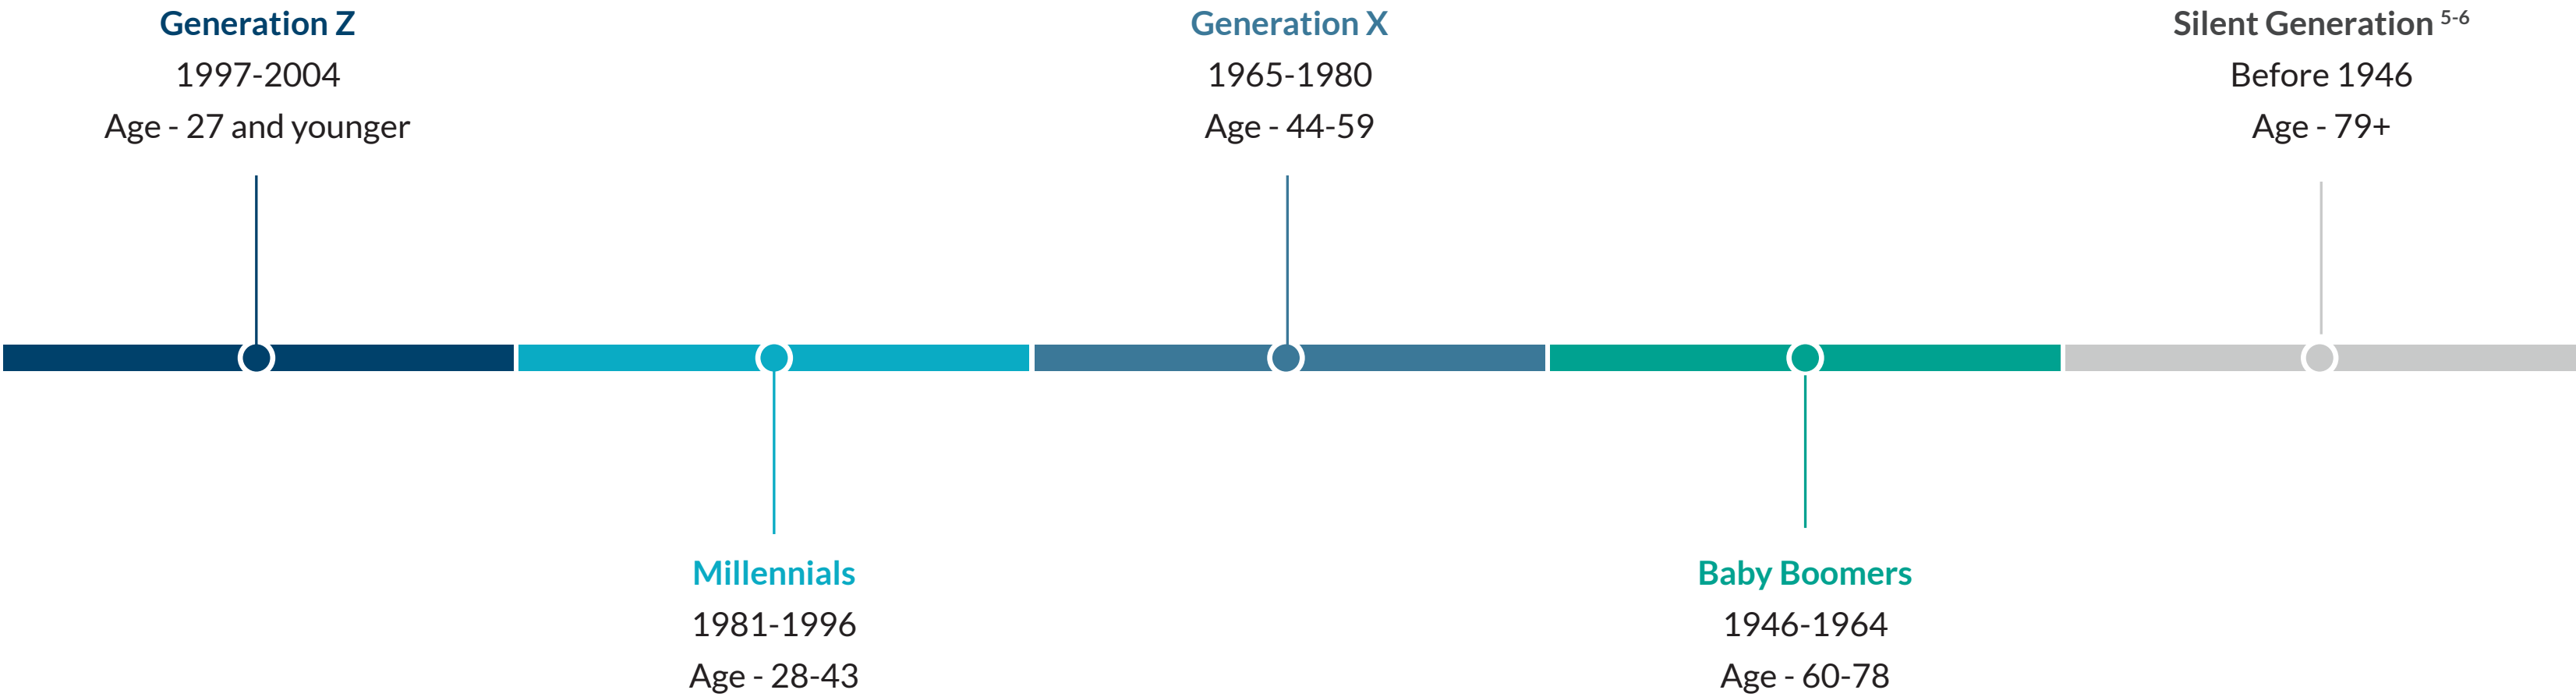 Generation Z
1997-2004
Age - 27 and younger
Millennials
1981-1996
Age - 28-43
Generation X
1965-1980
Age - 44-59
Baby Boomers
1946-1964
Age - 60-78
Silent Generation 5-6
Before 1946
Age - 79+